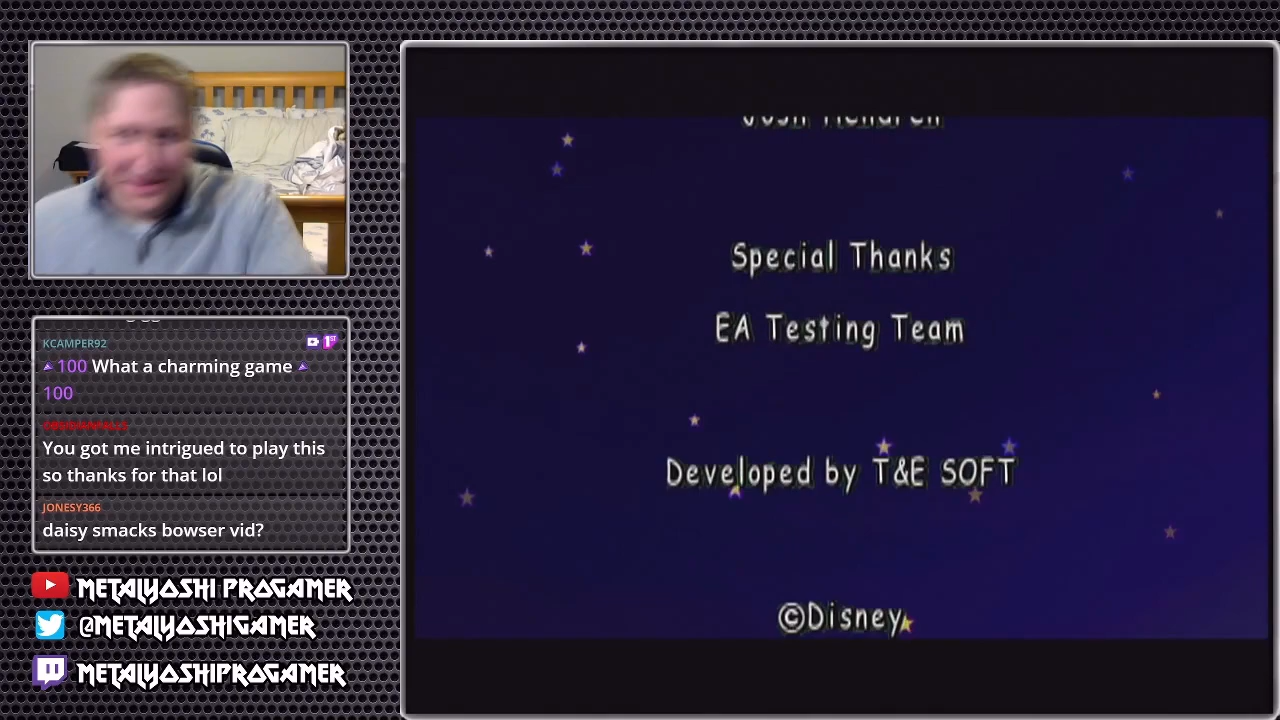 KCAMPER92
1ST
100 What a charming game
100
You got me intrigued to play this
so thanks for that lol
JONESY366
daisy smacks bowser vid?
METALYOSHI PROGAMER
@METALYOSHIGAMER
METALYOSHIPROGAMER
Special Thanks
EA Testing Team
Developed by T&E SOFT
©Disney